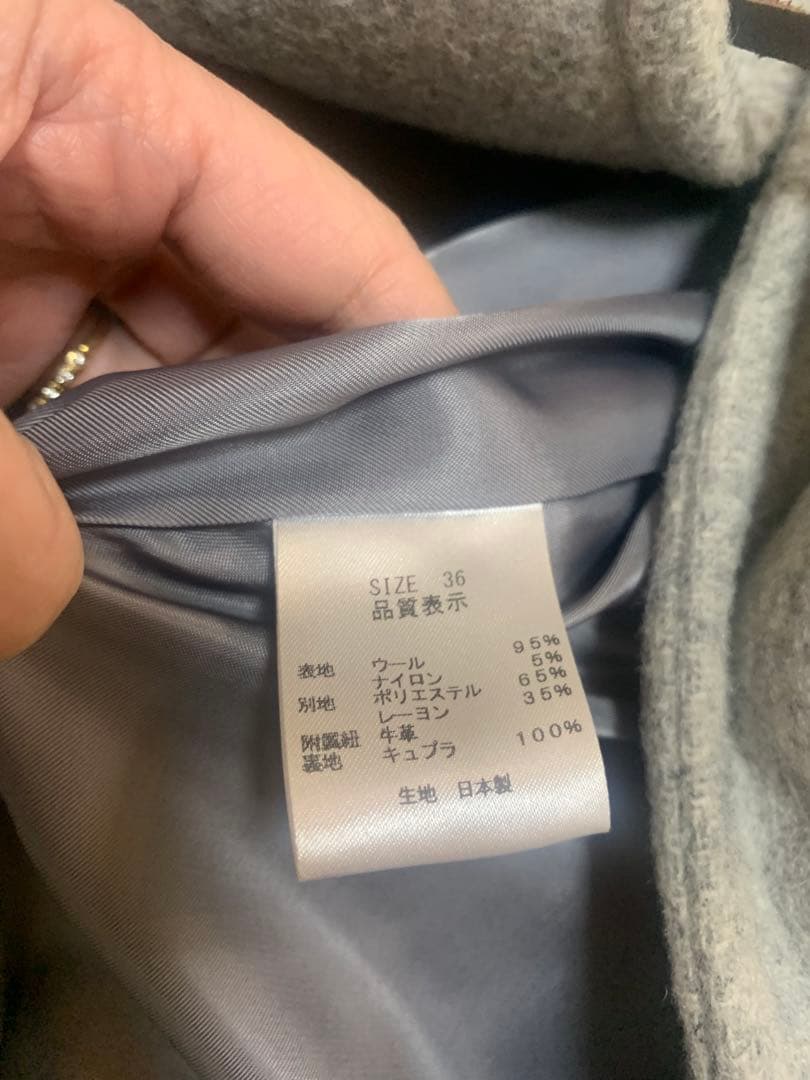 SIZE 36
品質表示
表地 ウール 95%
ナイロン 5%
別地 ポリエステル 65%
レーヨン 35%
附属紐 牛革
裏地 キュプラ 100%
生地 日本製